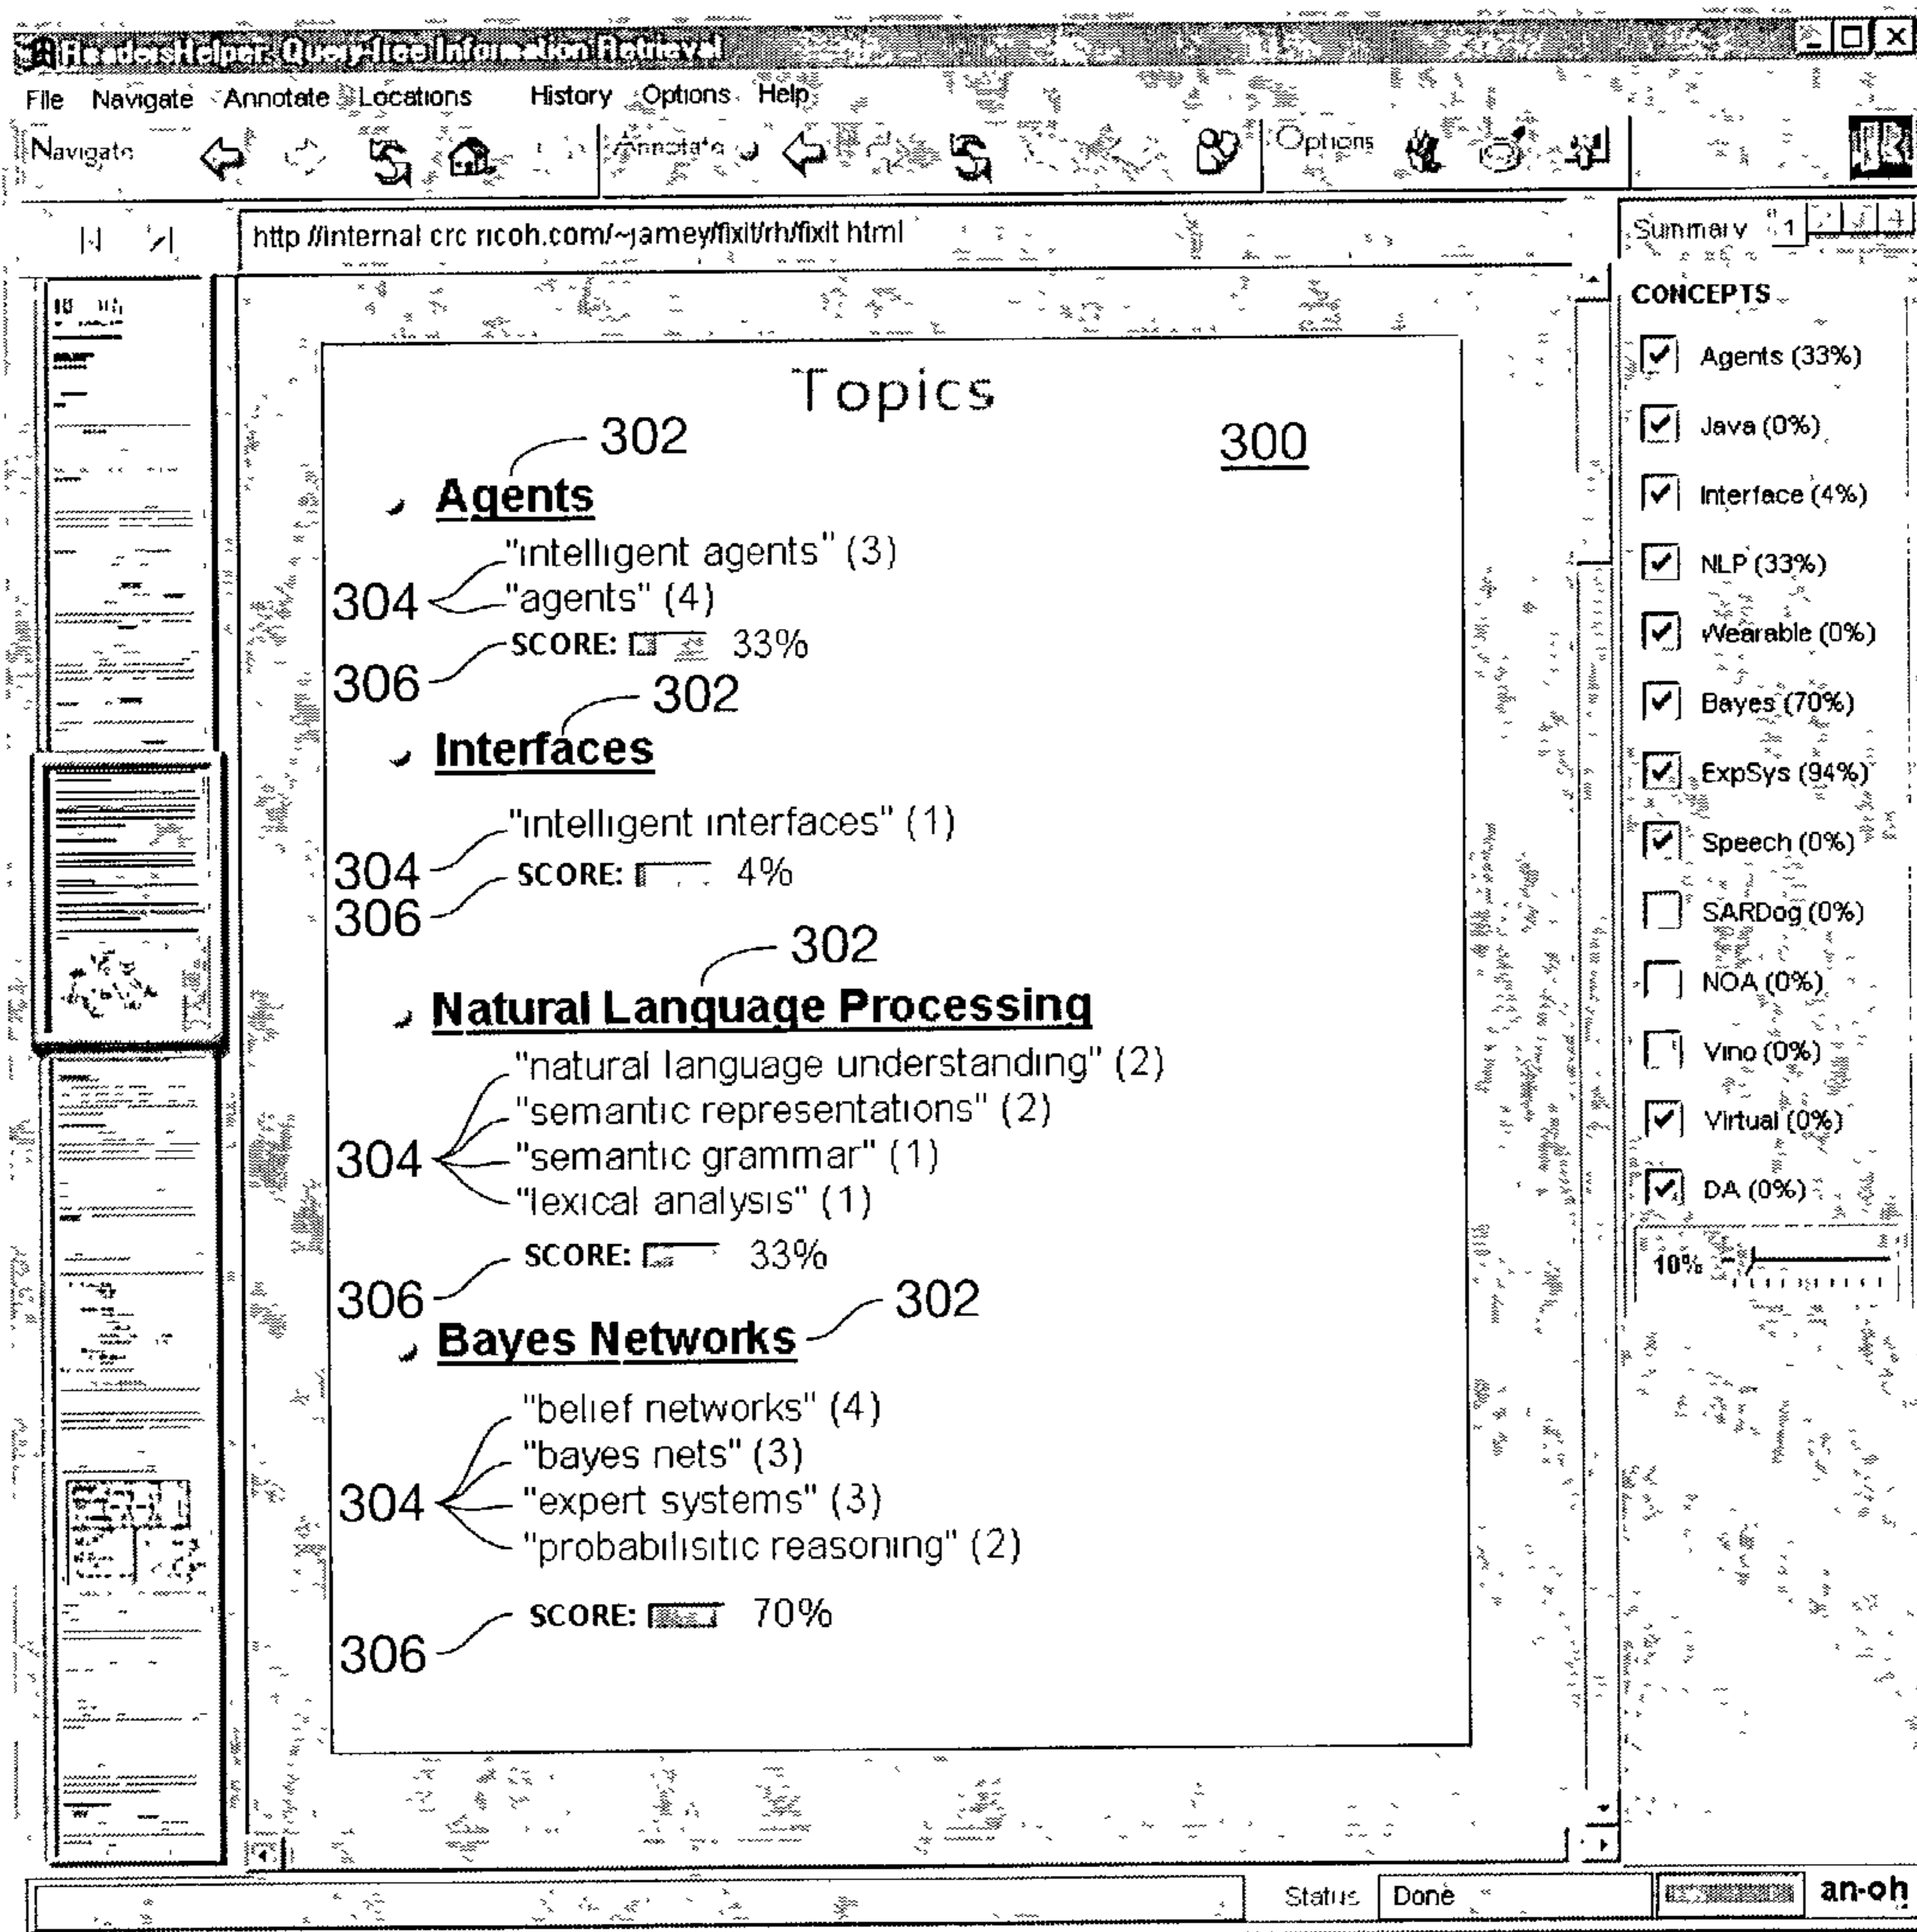 ReadersHelper: Query-free Information Retrieval
File Navigate Annotate Locations History Options Help
Navigate Annotate Options
http //internal crc ricoh.com/~jamey/fixit/rh/fixit html
Summary 1
Topics
300
302
Agents
"intelligent agents" (3)
304
"agents" (4)
SCORE: 33%
306
302
Interfaces
"intelligent interfaces" (1)
304
SCORE: 4%
306
302
Natural Language Processing
"natural language understanding" (2)
"semantic representations" (2)
304
"semantic grammar" (1)
"lexical analysis" (1)
SCORE: 33%
306
302
Bayes Networks
"belief networks" (4)
"bayes nets" (3)
304
"expert systems" (3)
"probabilisitic reasoning" (2)
SCORE: 70%
306
CONCEPTS
Agents (33%)
Java (0%)
Interface (4%)
NLP (33%)
Wearable (0%)
Bayes (70%)
ExpSys (94%)
Speech (0%)
SARDog (0%)
NOA (0%)
Vino (0%)
Virtual (0%)
DA (0%)
10%
Status Done
an-oh